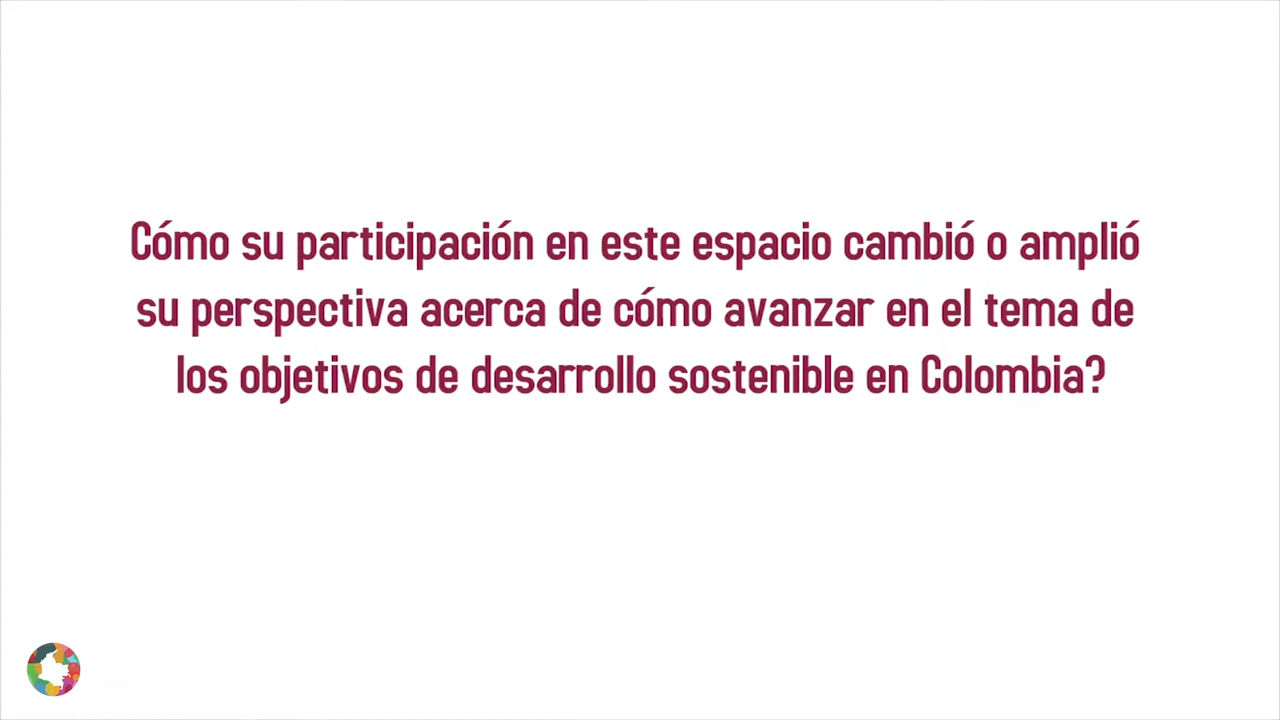 Cómo su participación en este espacio cambió o amplió
su perspectiva acerca de cómo avanzar en el tema de
los objetivos de desarrollo sostenible en Colombia?